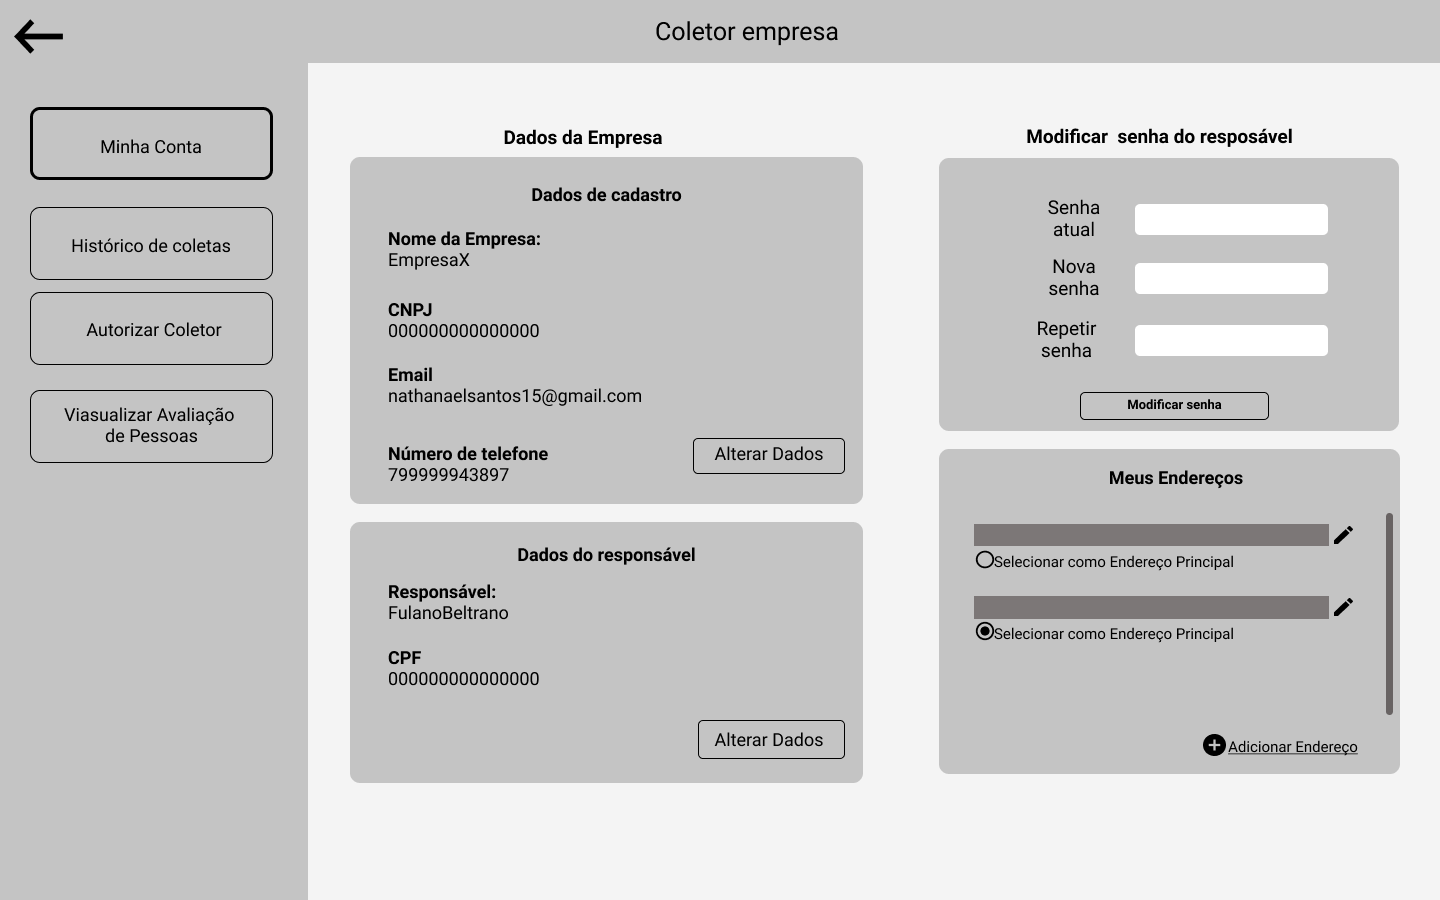 Coletor empresa
Minha Conta
Histórico de coletas
Autorizar Coletor
Viasualizar Avaliação
de Pessoas
Dados da Empresa
Dados de cadastro
Nome da Empresa:
EmpresaX
CNPJ
000000000000000
Email
nathanaelsantos15@gmail.com
Número de telefone
799999943897
Alterar Dados
Dados do responsável
Responsável:
FulanoBeltrano
CPF
000000000000000
Alterar Dados
Modificar  senha do resposável
Senha
atual
Nova
senha
Repetir
senha
Modificar senha
Meus Endereços
Selecionar como Endereço Principal
Selecionar como Endereço Principal
Adicionar Endereço